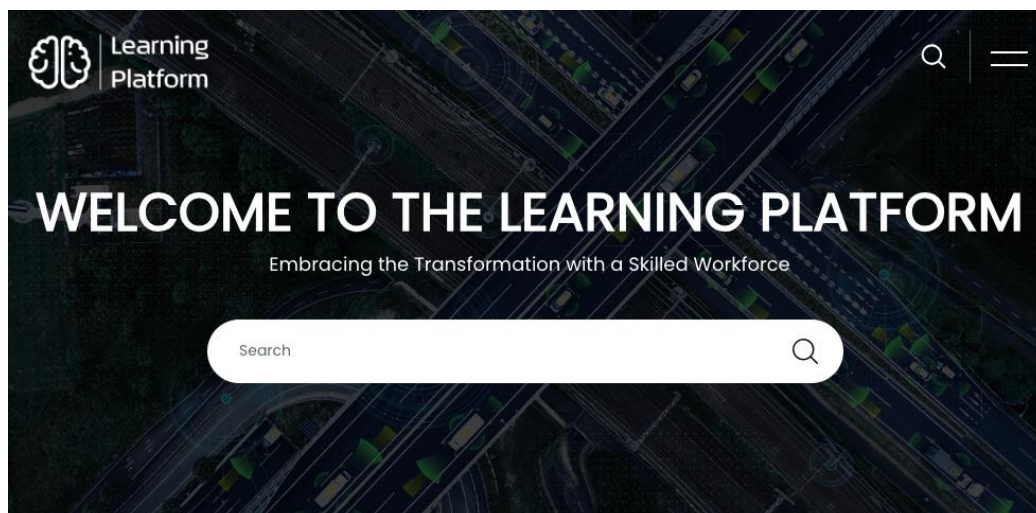 Learning
Platform
WELCOME TO THE LEARNING PLATFORM
Embracing the Transformation with a Skilled Workforce
Search